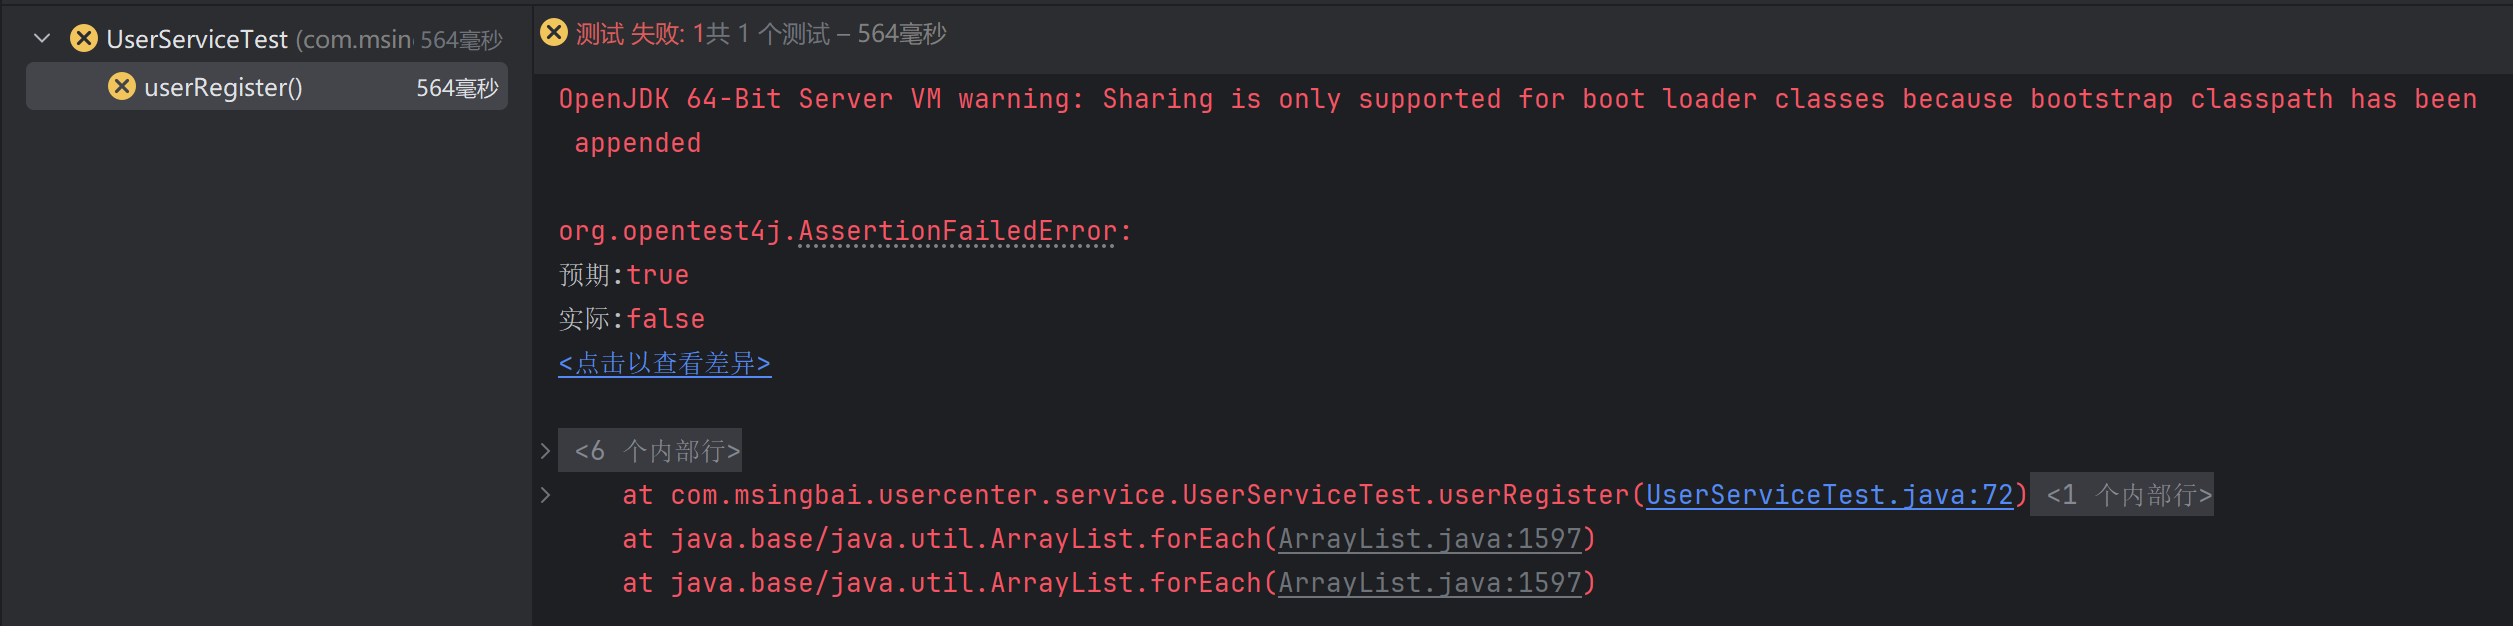 UserServiceTest (com.msin 564毫秒
userRegister() 564毫秒
测试 失败: 1共 1 个测试 – 564毫秒
OpenJDK 64-Bit Server VM warning: Sharing is only supported for boot loader classes because bootstrap classpath has been
appended
org.opentest4j.AssertionFailedError:
预期:true
实际:false
<点击以查看差异>
<6 个内部行>
at com.msingbai.usercenter.service.UserServiceTest.userRegister(UserServiceTest.java:72) <1 个内部行>
at java.base/java.util.ArrayList.forEach(ArrayList.java:1597)
at java.base/java.util.ArrayList.forEach(ArrayList.java:1597)